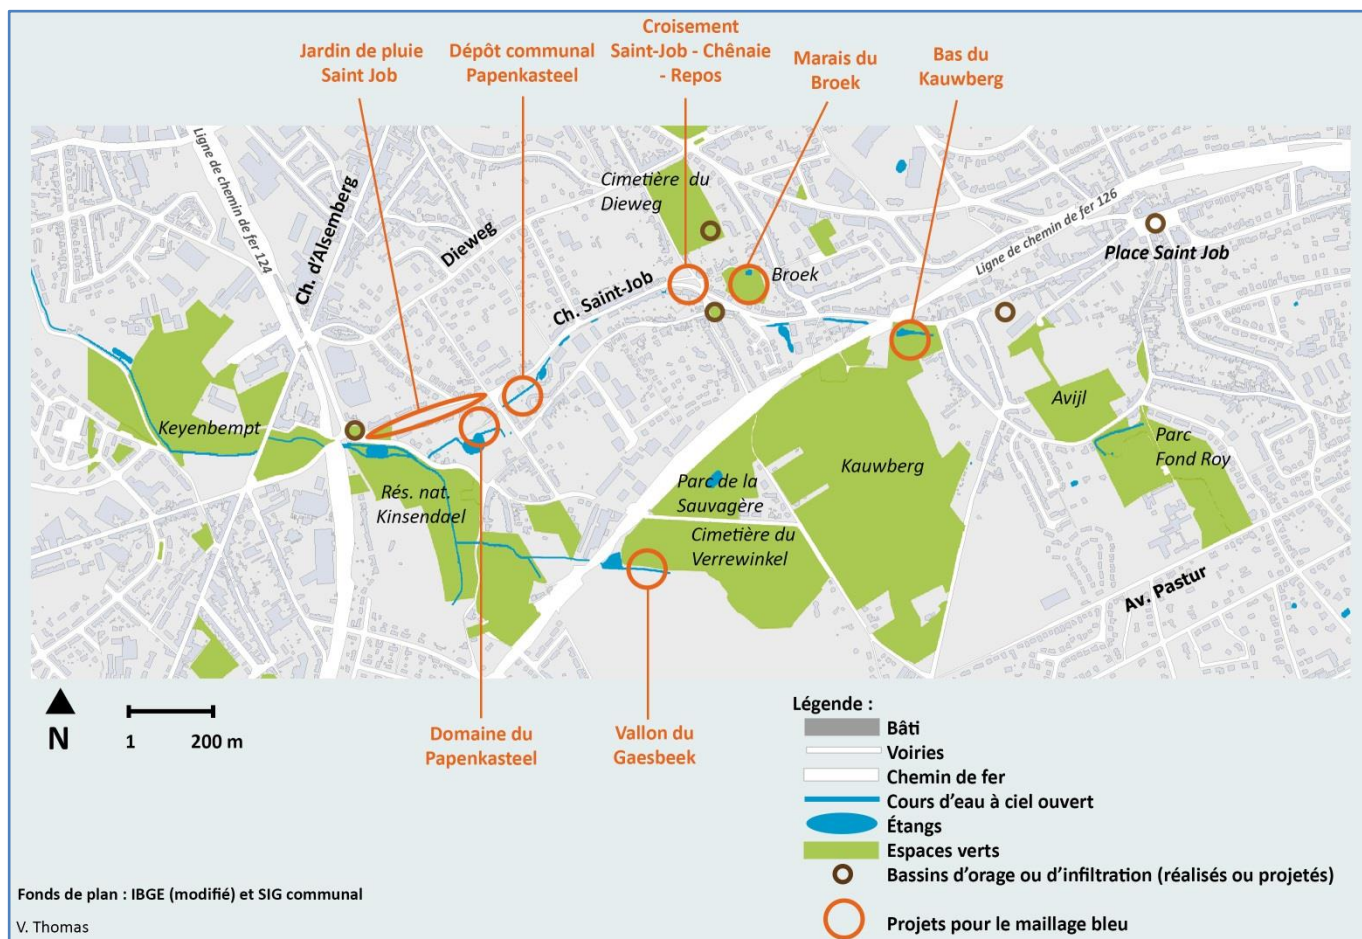 Croisement
Saint-Job - Chênaie
- Repos
Jardin de pluie
Saint Job
Dépôt communal
Papenkasteel
Marais du
Broek
Bas du
Kauwberg
Ligne de chemin de fer 124
Ch. d'Alsemberg
Dieweg
Cimetière du
Dieweg
Ch. Saint-Job
Broek
Ligne de chemin de fer 126
Place Saint Job
Keyenbempt
Rés. nat.
Kinsendael
Parc de la
Sauvagère
Cimetière du
Verrewinkel
Kauwberg
Avijl
Parc
Fond Roy
Av. Pastur
N
1 200 m
Domaine du
Papenkasteel
Vallon du
Gaesbeek
Légende :
Bâti
Voiries
Chemin de fer
Cours d'eau à ciel ouvert
Étangs
Espaces verts
Bassins d'orage ou d'infiltration (réalisés ou projetés)
Projets pour le maillage bleu
Fonds de plan : IBGE (modifié) et SIG communal
V. Thomas